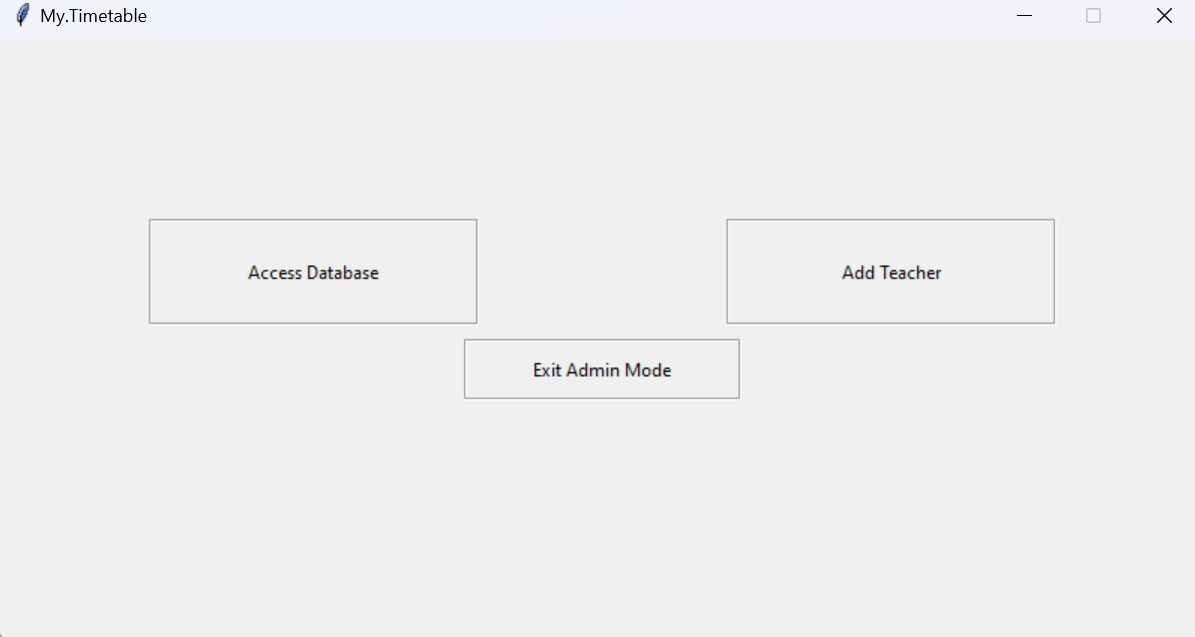 My.Timetable
Access Database
Add Teacher
Exit Admin Mode